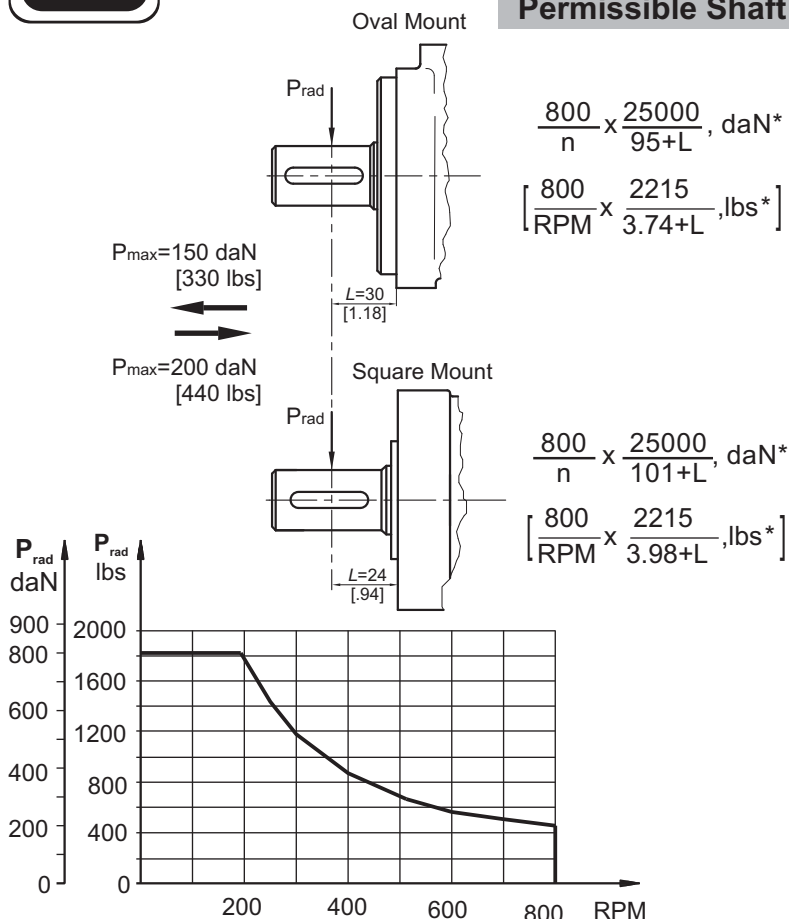 Permissible Shaft
Oval Mount
Prad
800/n x 25000/95+L, daN*
[800/RPM x 2215/3.74+L, lbs*]
Pmax=150 daN
[330 lbs]
L=30
[1.18]
Pmax=200 daN
[440 lbs]
Square Mount
Prad
800/n x 25000/101+L, daN*
[800/RPM x 2215/3.98+L, lbs*]
L=24
[.94]
Prad daN
Prad lbs
900
800
600
400
200
0
2000
1600
1200
800
400
0
200 400 600 800 RPM